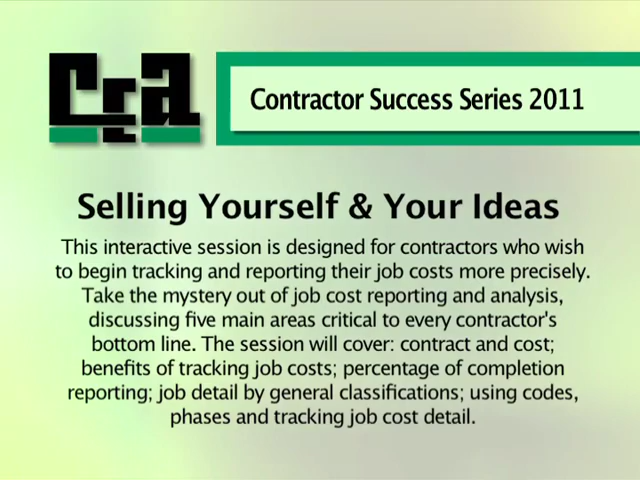 cra
Contractor Success Series 2011
Selling Yourself & Your Ideas
This interactive session is designed for contractors who wish
to begin tracking and reporting their job costs more precisely.
Take the mystery out of job cost reporting and analysis,
discussing five main areas critical to every contractor's
bottom line. The session will cover: contract and cost;
benefits of tracking job costs; percentage of completion
reporting; job detail by general classifications; using codes,
phases and tracking job cost detail.